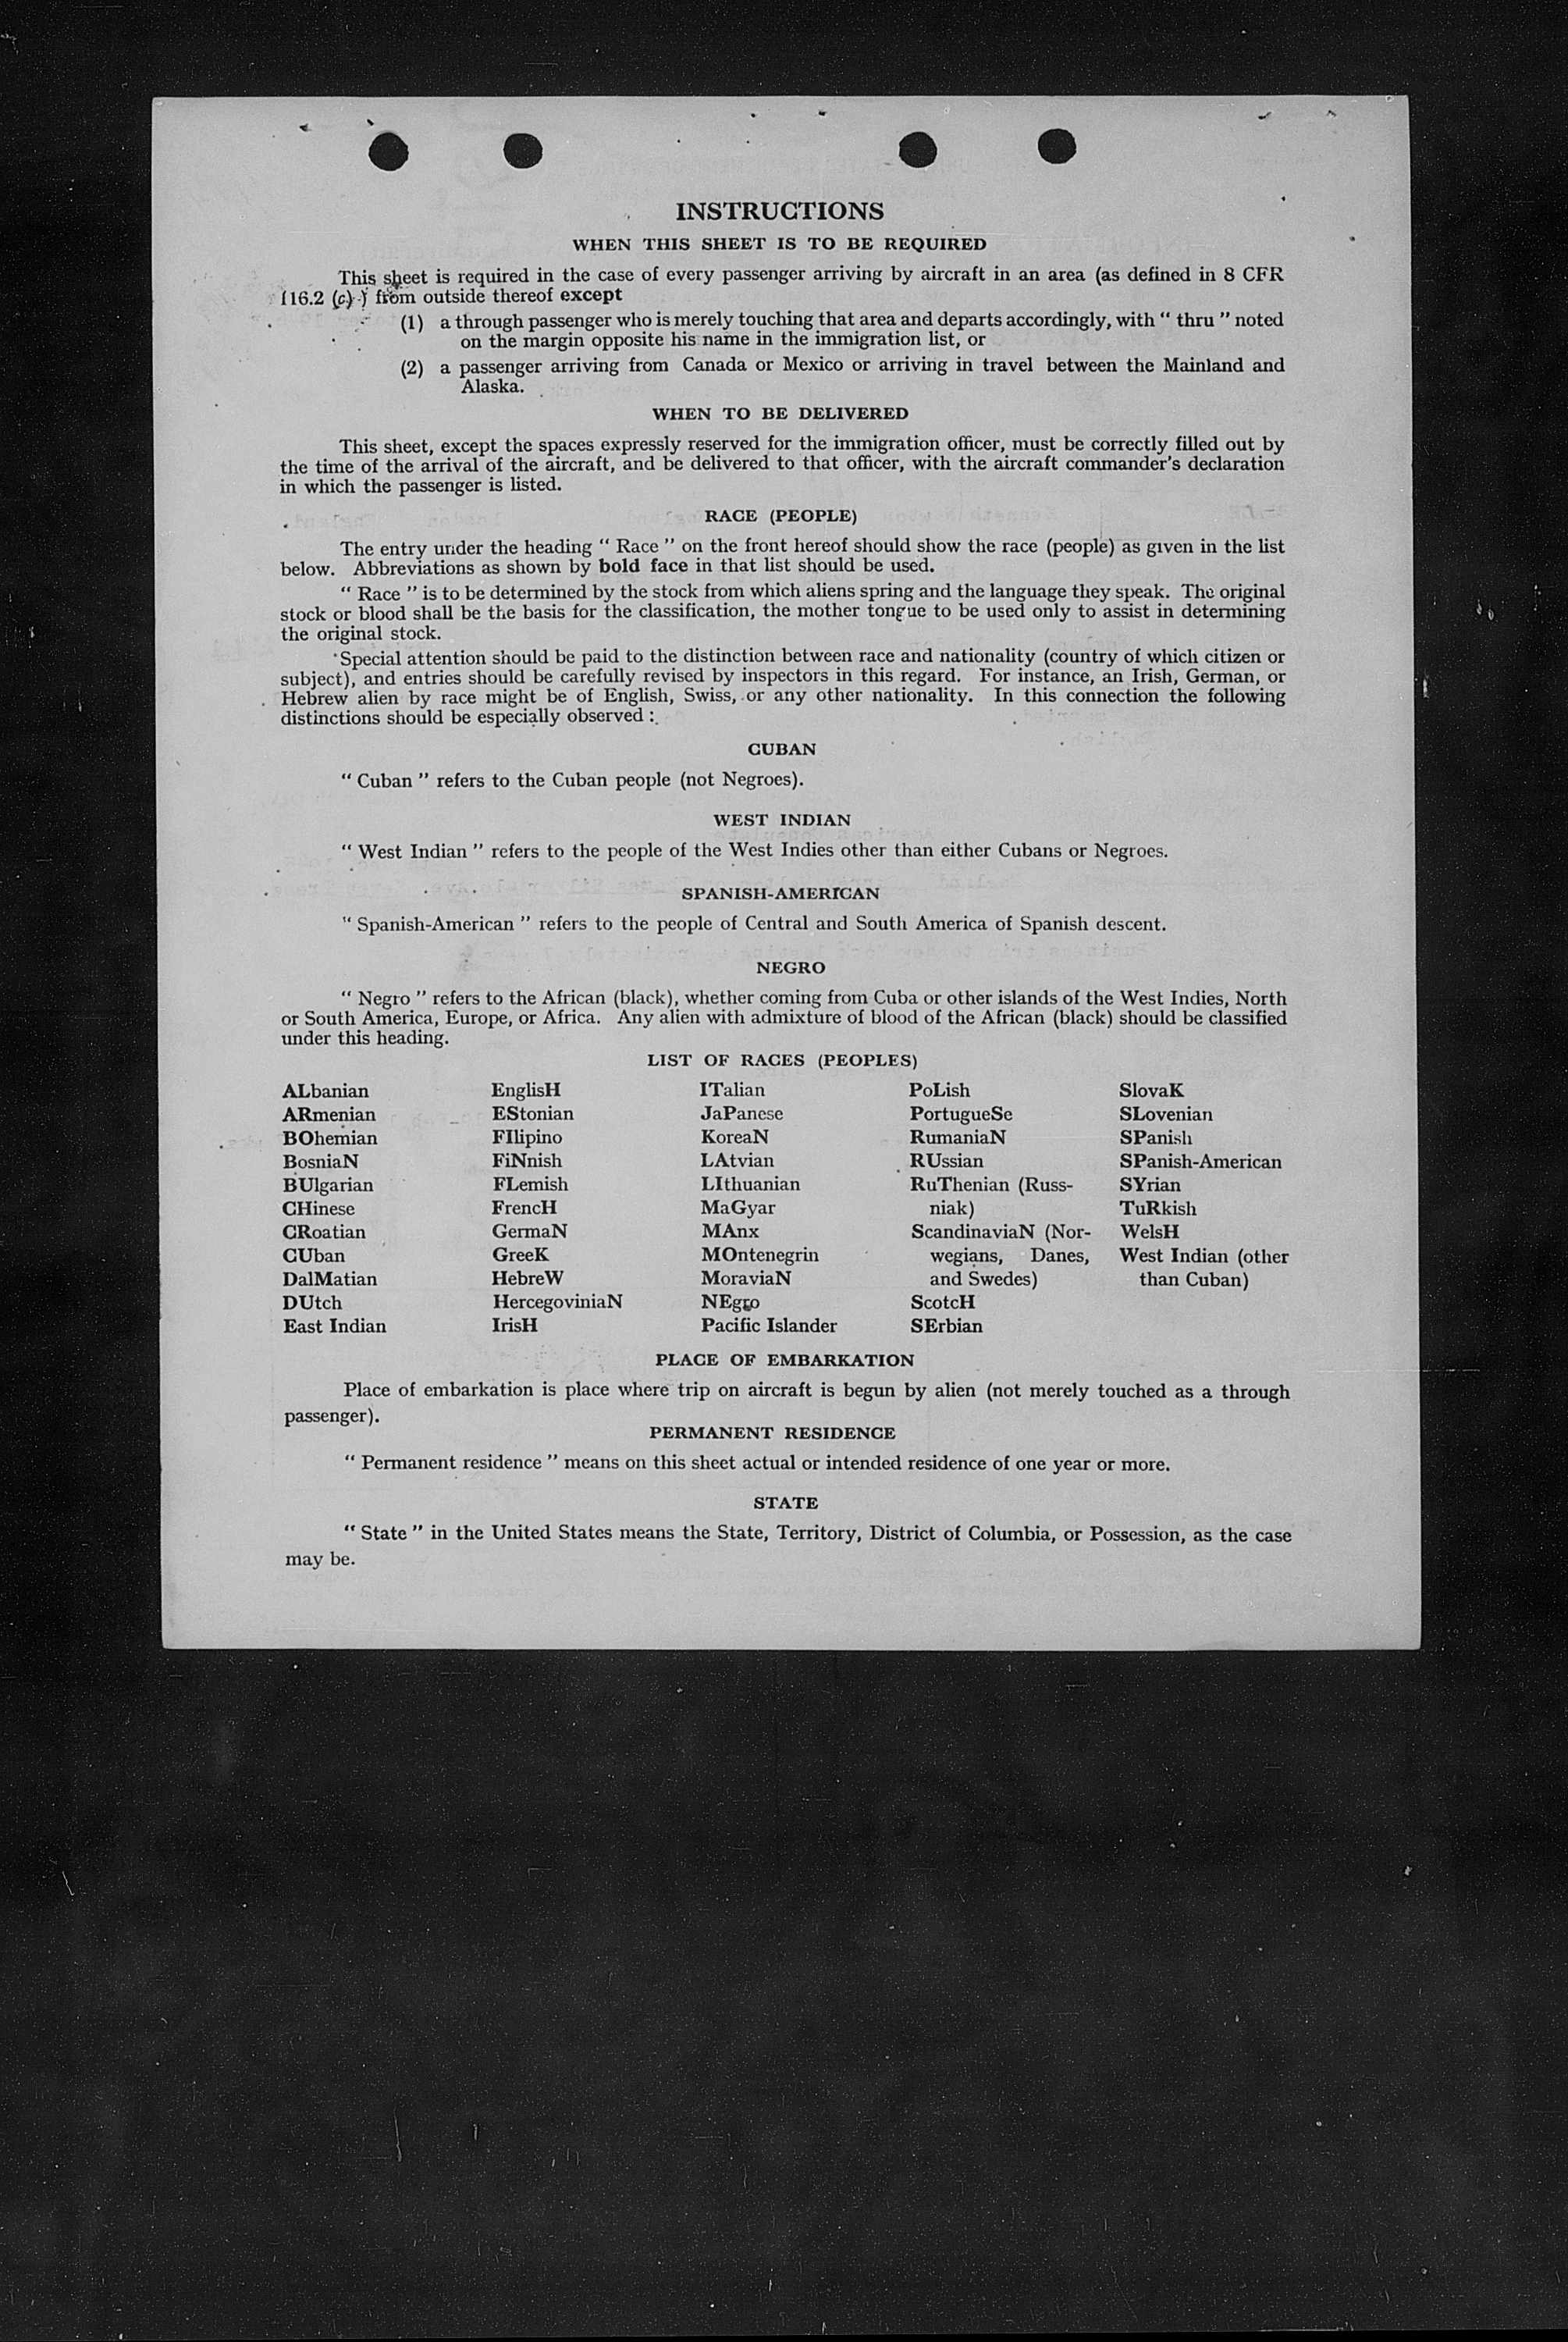 INSTRUCTIONS
WHEN THIS SHEET IS TO BE REQUIRED
This sheet is required in the case of every passenger arriving by aircraft in an area (as defined in 8 CFR
116.2 (c) ) from outside thereof except
(1) a through passenger who is merely touching that area and departs accordingly, with “ thru ” noted
on the margin opposite his name in the immigration list, or
(2) a passenger arriving from Canada or Mexico or arriving in travel between the Mainland and
Alaska.
WHEN TO BE DELIVERED
This sheet, except the spaces expressly reserved for the immigration officer, must be correctly filled out by
the time of the arrival of the aircraft, and be delivered to that officer, with the aircraft commander’s declaration
in which the passenger is listed.
RACE (PEOPLE)
The entry under the heading “ Race ” on the front hereof should show the race (people) as given in the list
below. Abbreviations as shown by bold face in that list should be used.
“ Race ” is to be determined by the stock from which aliens spring and the language they speak. The original
stock or blood shall be the basis for the classification, the mother tongue to be used only to assist in determining
the original stock.
Special attention should be paid to the distinction between race and nationality (country of which citizen or
subject), and entries should be carefully revised by inspectors in this regard. For instance, an Irish, German, or
Hebrew alien by race might be of English, Swiss, or any other nationality. In this connection the following
distinctions should be especially observed :
CUBAN
“ Cuban ” refers to the Cuban people (not Negroes).
WEST INDIAN
“ West Indian ” refers to the people of the West Indies other than either Cubans or Negroes.
SPANISH-AMERICAN
“ Spanish-American ” refers to the people of Central and South America of Spanish descent.
NEGRO
“ Negro ” refers to the African (black), whether coming from Cuba or other islands of the West Indies, North
or South America, Europe, or Africa. Any alien with admixture of blood of the African (black) should be classified
under this heading.
LIST OF RACES (PEOPLES)
ALbanian
ARmenian
BOhemian
BosniaN
BUlgarian
CHinese
CRoatian
CUban
DalMatian
DUtch
East Indian
EnglisH
EStonian
FIlipino
FiNnish
FLemish
FrencH
GermaN
GreeK
HebreW
HercegoviniaN
IrisH
ITalian
JaPanese
KoreaN
LAtvian
LIthuanian
MaGyar
MAnx
MOntenegrin
MoraviaN
NEgro
Pacific Islander
PoLish
PortugueSe
RumaniaN
RUssian
RuThenian (Russ-
niak)
ScandinaviaN (Nor-
wegians, Danes,
and Swedes)
ScotcH
SErbian
SlovaK
SLovenian
SPanish
SPanish-American
SYrian
TuRkish
WelsH
West Indian (other
than Cuban)
PLACE OF EMBARKATION
Place of embarkation is place where trip on aircraft is begun by alien (not merely touched as a through
passenger).
PERMANENT RESIDENCE
“ Permanent residence ” means on this sheet actual or intended residence of one year or more.
STATE
“ State ” in the United States means the State, Territory, District of Columbia, or Possession, as the case
may be.